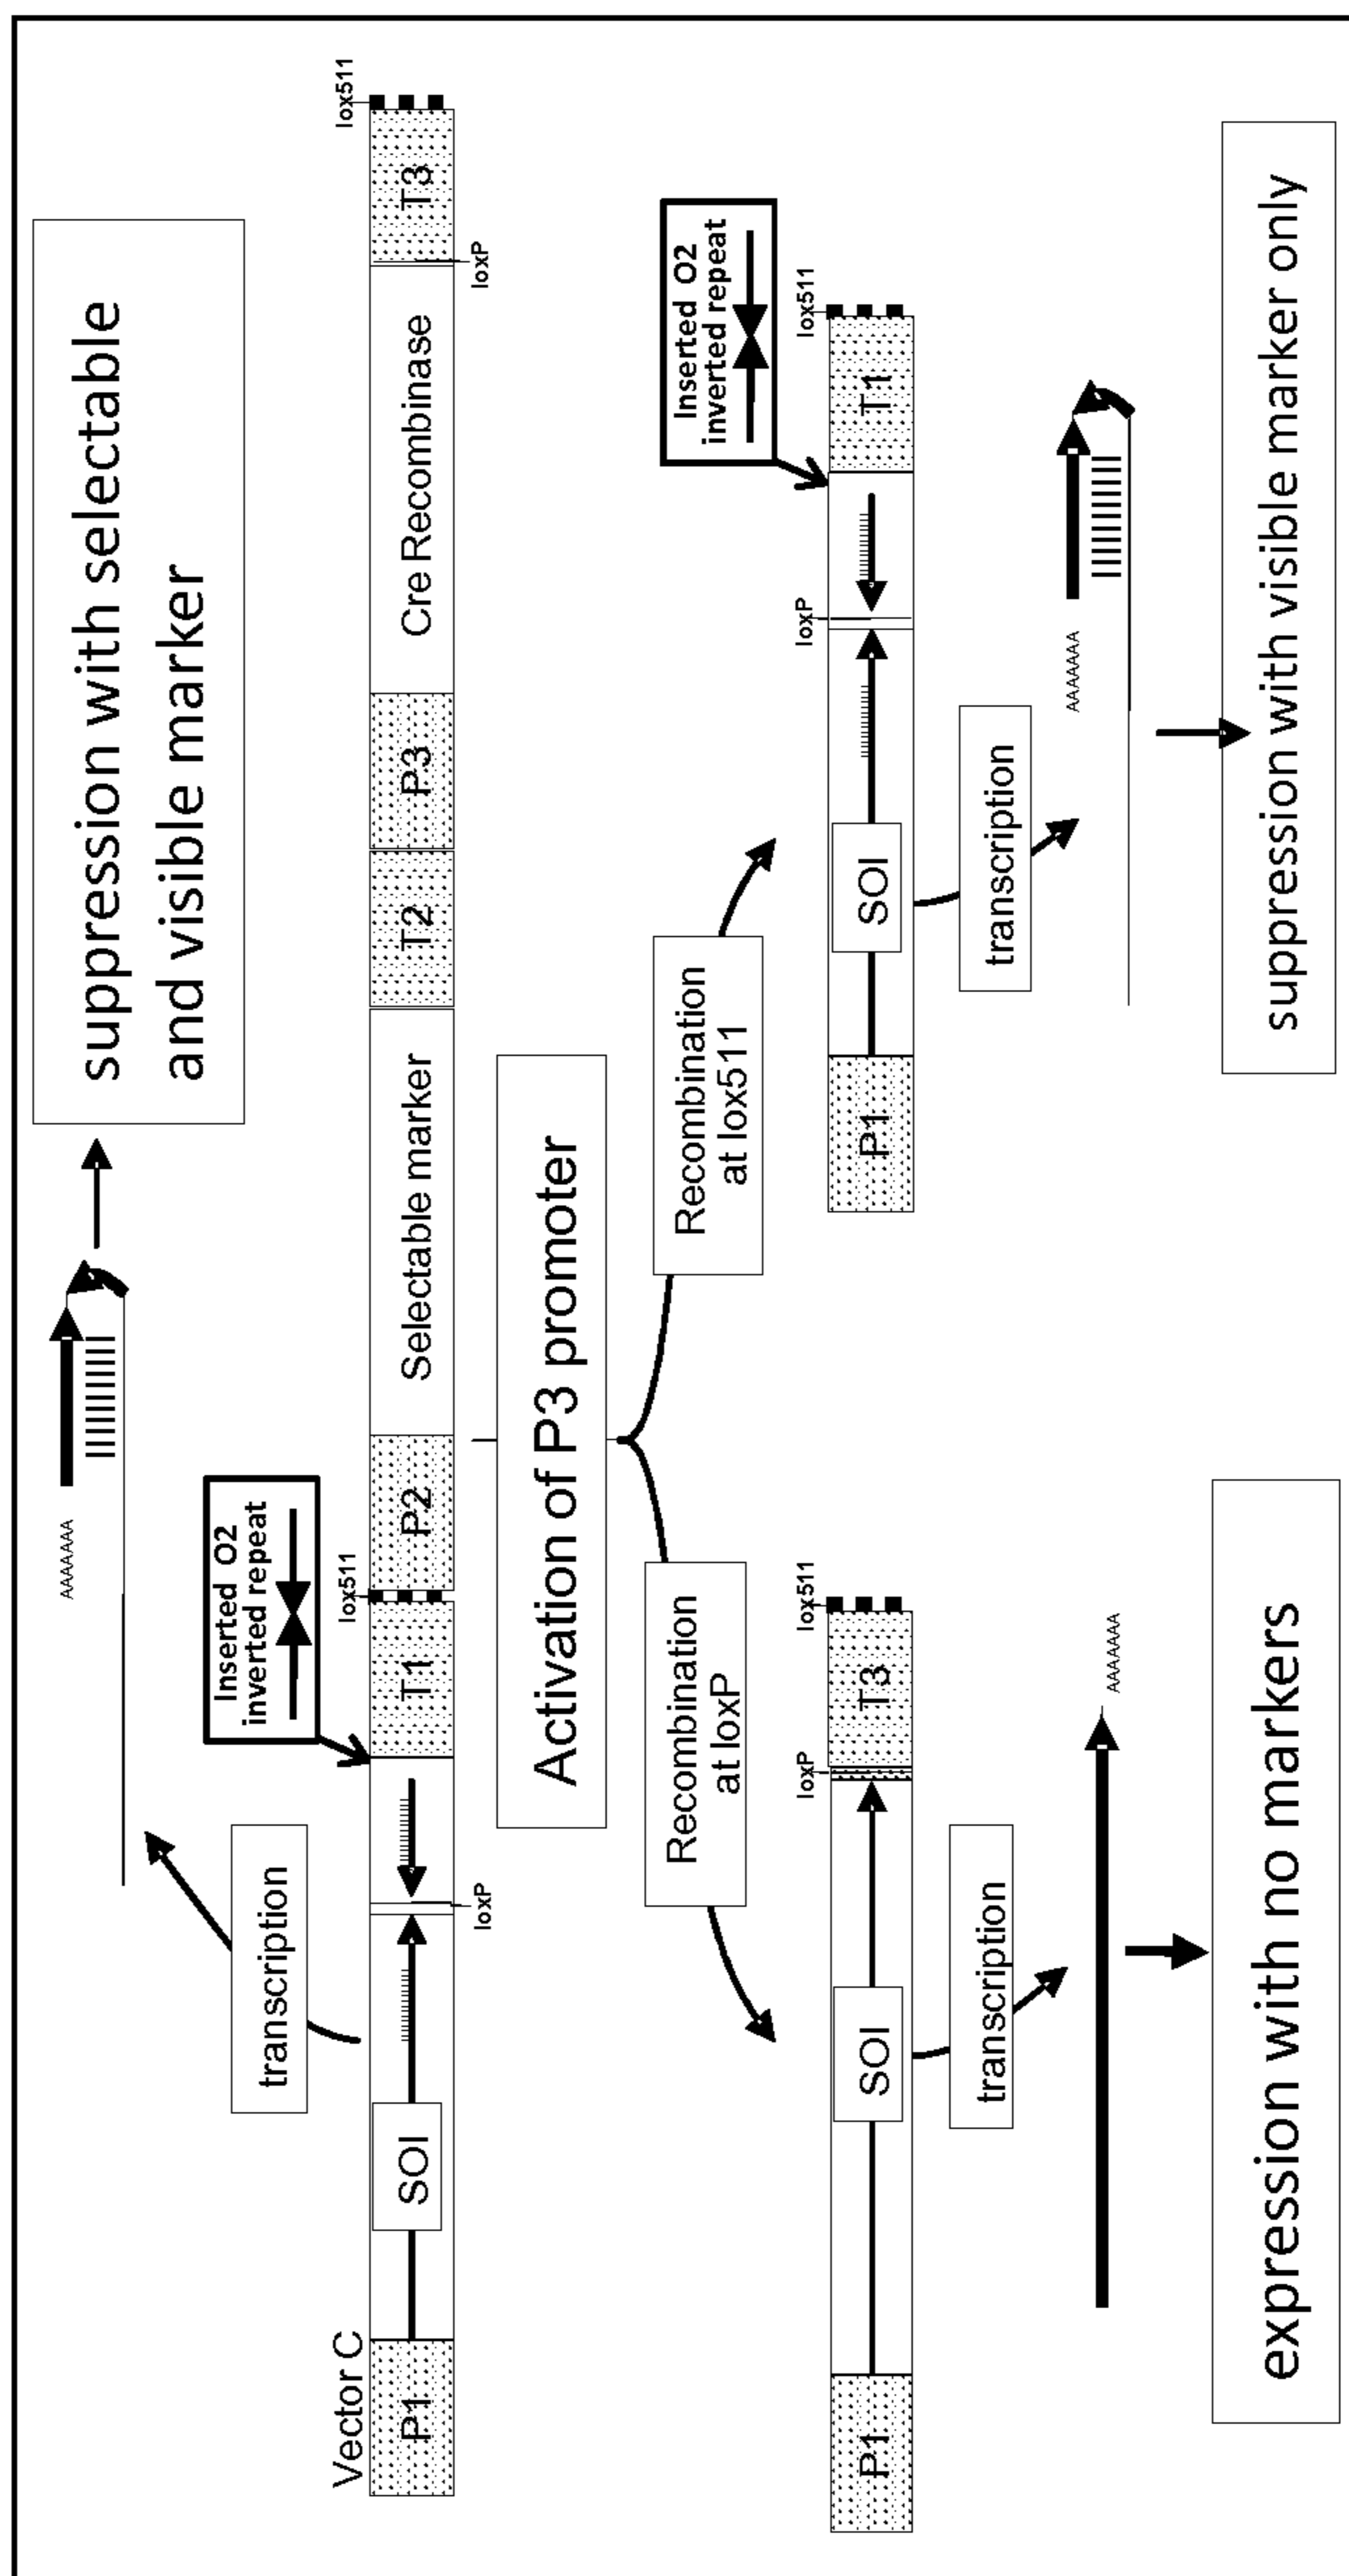 AAAAAAA
suppression with selectable
and visible marker
transcription
Inserted O2
inverted repeat
Vector C
lox511
lox511
P1
SOI
T1
P2
Selectable marker
T2
P3
Cre Recombinase
T3
loxP
loxP
Activation of P3 promoter
Recombination
at loxP
Recombination
at lox511
loxP
lox511
P1
SOI
T3
transcription
AAAAAAA
expression with no markers
Inserted O2
inverted repeat
loxP
lox511
P1
SOI
T1
transcription
AAAAAAA
suppression with visible marker only